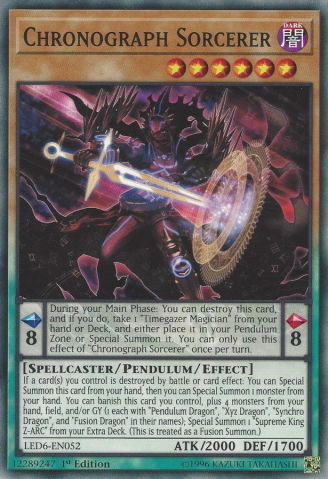 CHRONOGRAPH SORCERER
DARK
闇
During your Main Phase: You can destroy this card,
and if you do, take 1 "Timegazer Magician" from your
hand or Deck, and either place it in your Pendulum
Zone or Special Summon it. You can only use this
effect of "Chronograph Sorcerer" once per turn.
8
8
[SPELLCASTER/PENDULUM/EFFECT]
If a card(s) you control is destroyed by battle or card effect: You can Special
Summon this card from your hand, then you can Special Summon 1 monster
from your hand. You can banish this card you control, plus 4 monsters from your
hand, field, and/or GY (1 each with "Pendulum Dragon", "Xyz Dragon", "Synchro
Dragon", and "Fusion Dragon" in their names); Special Summon 1 "Supreme King
Z-ARC" from your Extra Deck. (This is treated as a Fusion Summon.)
LED6-EN052
ATK/2000 DEF/1700
12289247
1st Edition
©1996 KAZUKI TAKAHASHI